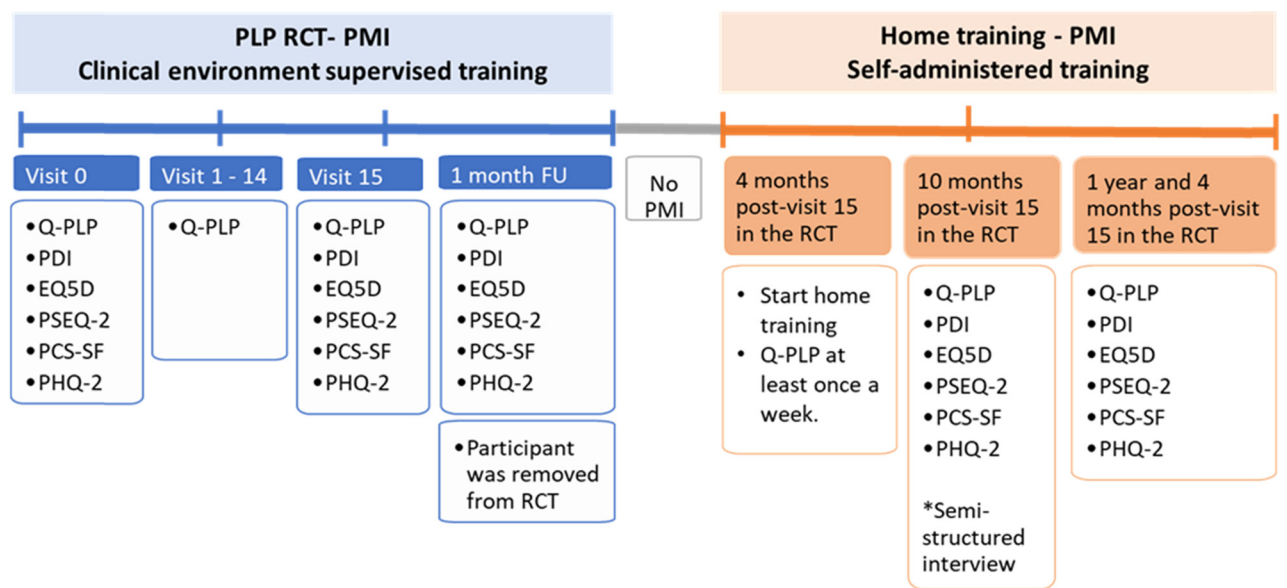 PLP RCT- PMI
Clinical environment supervised training
Home training - PMI
Self-administered training
Visit 0
•Q-PLP
•PDI
•EQ5D
•PSEQ-2
•PCS-SF
•PHQ-2
Visit 1 - 14
•Q-PLP
Visit 15
•Q-PLP
•PDI
•EQ5D
•PSEQ-2
•PCS-SF
•PHQ-2
1 month FU
•Q-PLP
•PDI
•EQ5D
•PSEQ-2
•PCS-SF
•PHQ-2
•Participant
was removed
from RCT
No
PMI
4 months
post-visit 15
in the RCT
• Start home
training
• Q-PLP at
least once a
week.
10 months
post-visit 15
in the RCT
•Q-PLP
•PDI
•EQ5D
•PSEQ-2
•PCS-SF
•PHQ-2
*Semi-
structured
interview
1 year and 4
months post-visit
15 in the RCT
•Q-PLP
•PDI
•EQ5D
•PSEQ-2
•PCS-SF
•PHQ-2